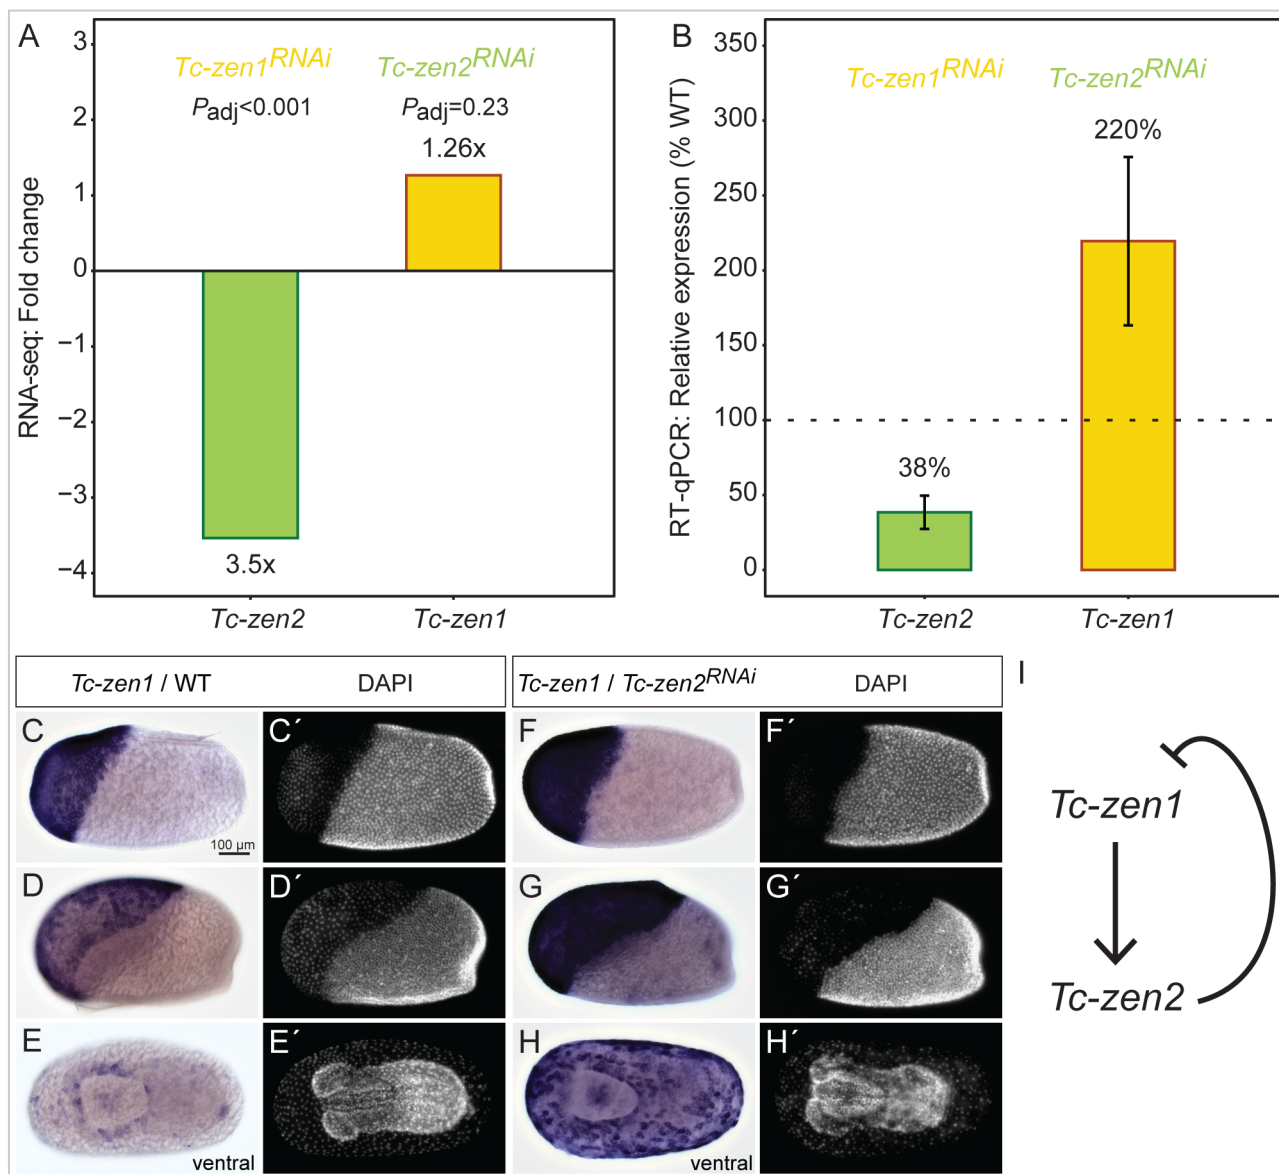 A
RNA-seq: Fold change
3
2
1
0
−1
−2
−3
−4
Tc-zen1RNAi
Tc-zen2RNAi
Padj<0.001
Padj=0.23
1.26x
3.5x
Tc-zen2
Tc-zen1
B
RT-qPCR: Relative expression (% WT)
350
300
250
200
150
100
50
0
Tc-zen1RNAi
Tc-zen2RNAi
220%
38%
Tc-zen2
Tc-zen1
Tc-zen1 / WT
DAPI
Tc-zen1 / Tc-zen2RNAi
DAPI
C
100 µm
C´
F
F´
D
D´
G
G´
E
ventral
E´
H
ventral
H´
I
Tc-zen1
Tc-zen2